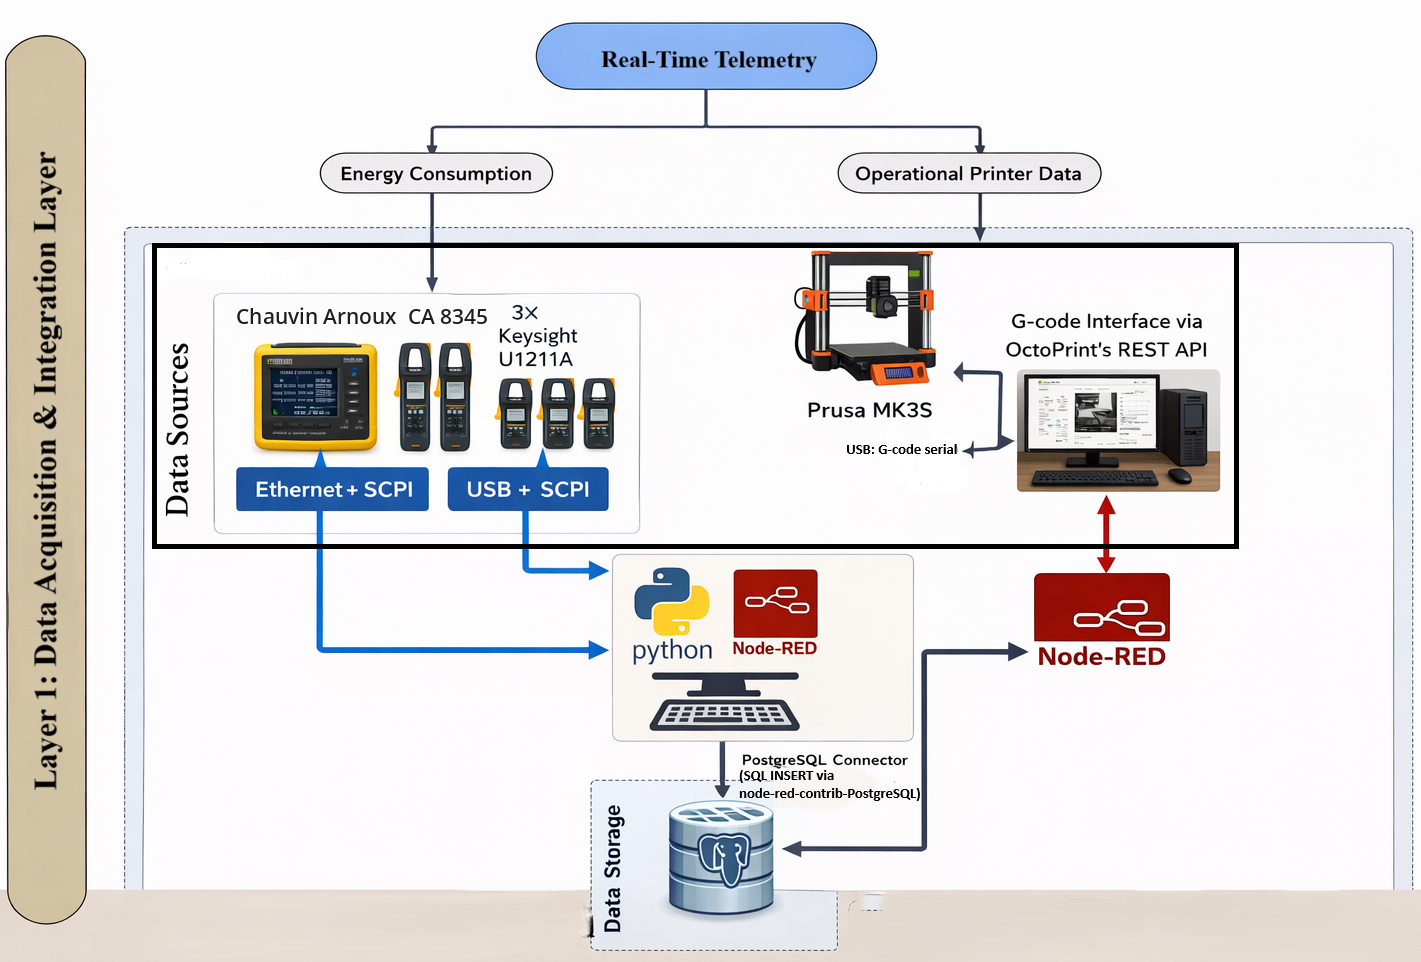 Real-Time Telemetry
Energy Consumption
Operational Printer Data
Layer 1: Data Acquisition & Integration Layer
Data Sources
Chauvin Arnoux CA 8345
3×
Keysight
U1211A
Ethernet + SCPI
USB + SCPI
Prusa MK3S
USB: G-code serial
G-code Interface via
OctoPrint's REST API
python
Node-RED
Node-RED
PostgreSQL Connector
(SQL INSERT via
node-red-contrib-PostgreSQL)
Data Storage